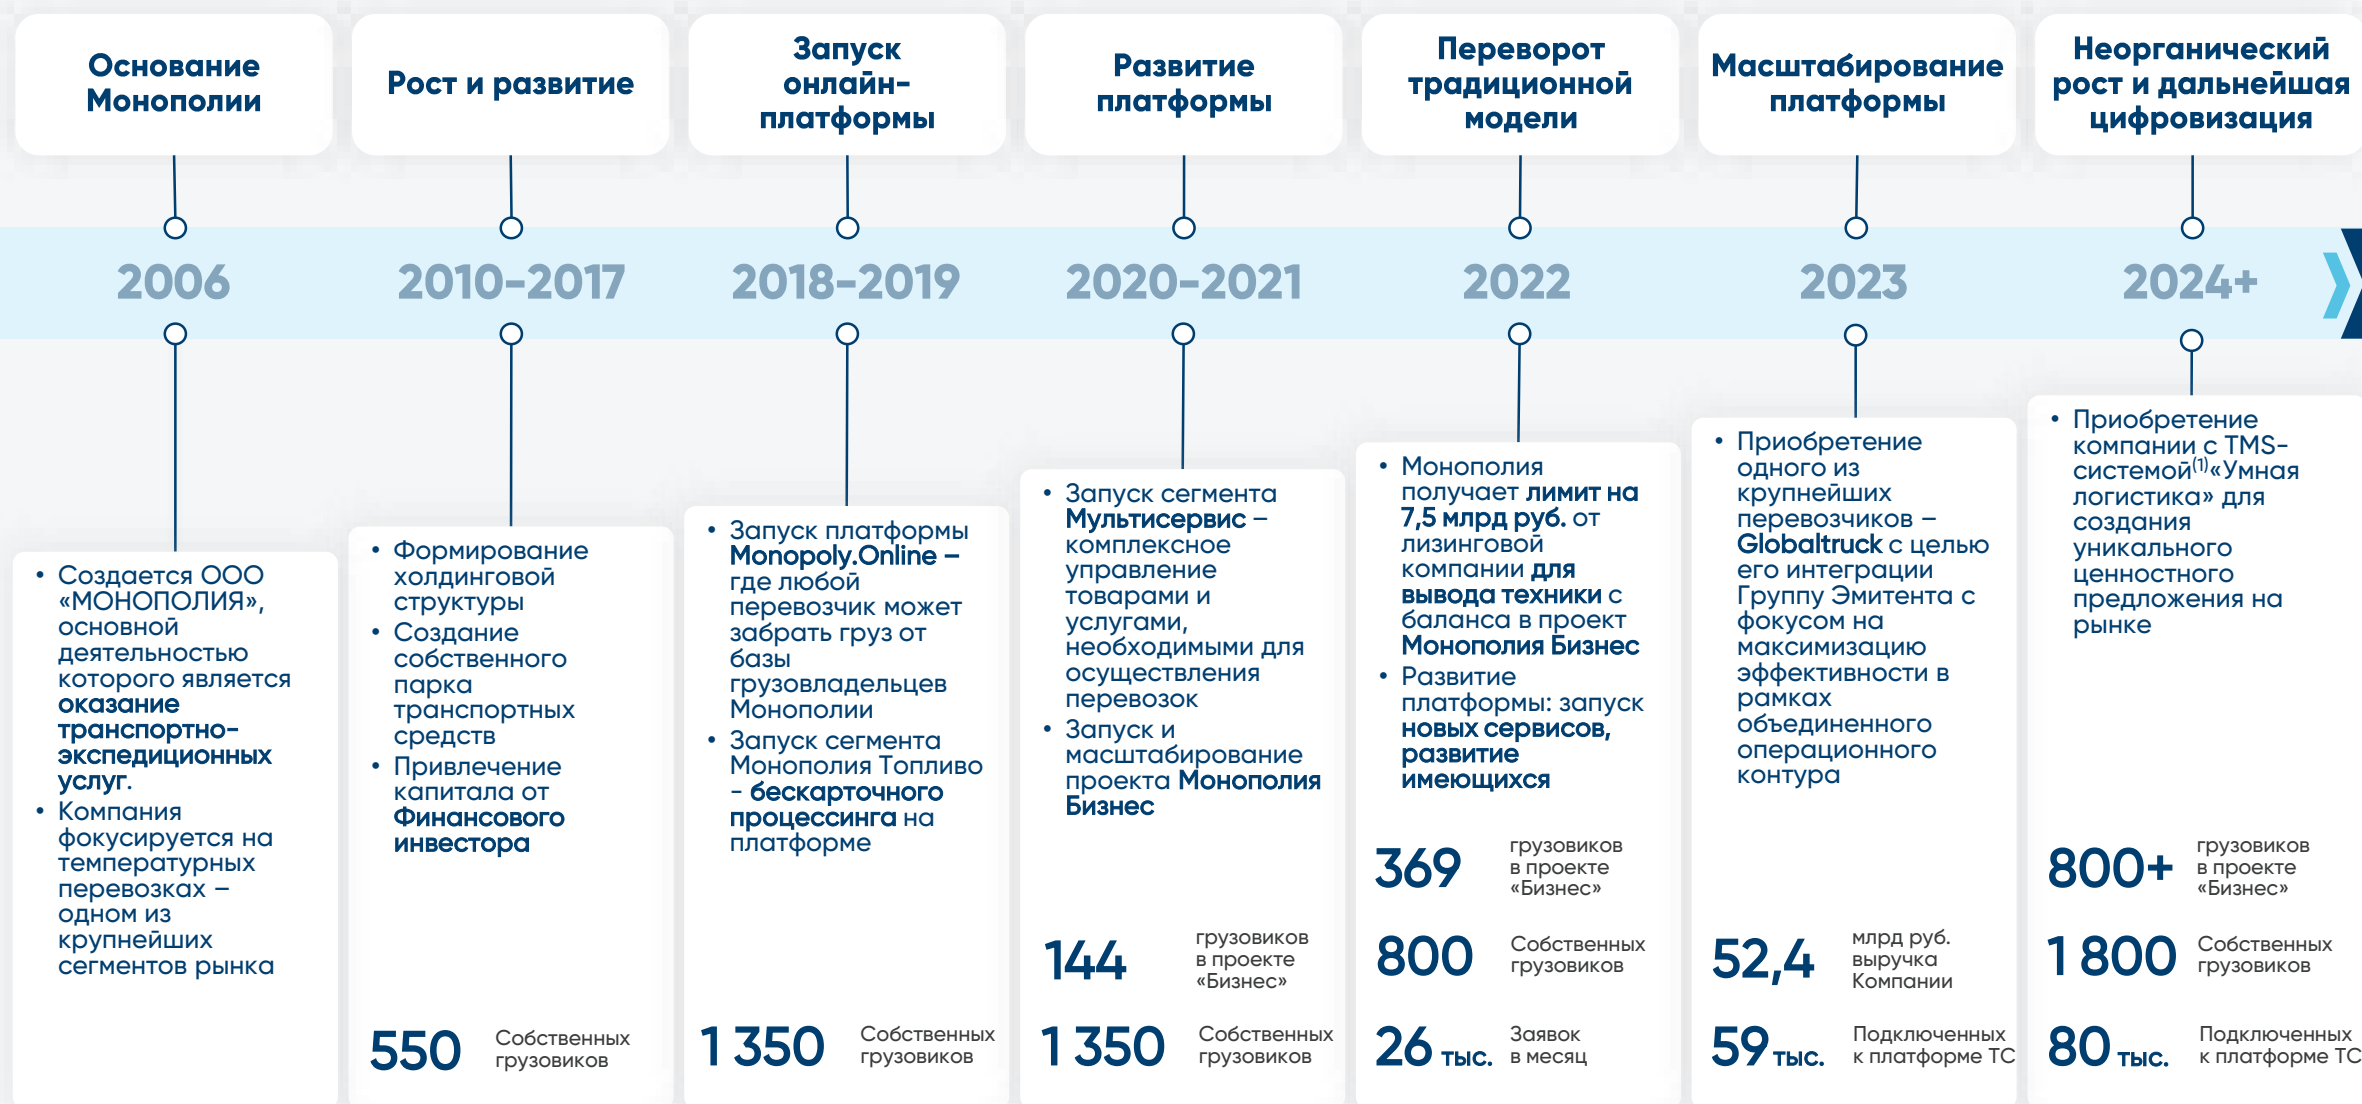 Основание
Монополии
Рост и развитие
Запуск
онлайн-
платформы
Развитие
платформы
Переворот
традиционной
модели
Масштабирование
платформы
Неорганический
рост и дальнейшая
цифровизация
2006
2010-2017
2018-2019
2020-2021
2022
2023
2024+
• Создается ООО
«МОНОПОЛИЯ»,
основной
деятельностью
которого является
оказание
транспортно-
экспедиционных
услуг.
• Компания
фокусируется на
температурных
перевозках –
одном из
крупнейших
сегментов рынка
• Формирование
холдинговой
структуры
• Создание
собственного
парка
транспортных
средств
• Привлечение
капитала от
Финансового
инвестора
550
Собственных
грузовиков
• Запуск платформы
Monopoly.Online –
где любой
перевозчик может
забрать груз от
базы
грузовладельцев
Монополии
• Запуск сегмента
Монополия Топливо
- бескарточного
процессинга на
платформе
1 350
Собственных
грузовиков
• Запуск сегмента
Мультисервис –
комплексное
управление
товарами и
услугами,
необходимыми для
осуществления
перевозок
• Запуск и
масштабирование
проекта Монополия
Бизнес
144
грузовиков
в проекте
«Бизнес»
1 350
Собственных
грузовиков
• Монополия
получает лимит на
7,5 млрд руб. от
лизинговой
компании для
вывода техники с
баланса в проект
Монополия Бизнес
• Развитие
платформы: запуск
новых сервисов,
развитие
имеющихся
369
грузовиков
в проекте
«Бизнес»
800
Собственных
грузовиков
26 тыс.
Заявок
в месяц
• Приобретение
одного из
крупнейших
перевозчиков –
Globaltruck с целью
его интеграции
Группу Эмитента с
фокусом на
максимизацию
эффективности в
рамках
объединенного
операционного
контура
52,4
млрд руб.
выручка
Компании
59 тыс.
Подключенных
к платформе ТС
• Приобретение
компании с TMS-
системой(1)«Умная
логистика» для
создания
уникального
ценностного
предложения на
рынке
800+
грузовиков
в проекте
«Бизнес»
1 800
Собственных
грузовиков
80 тыс.
Подключенных
к платформе ТС